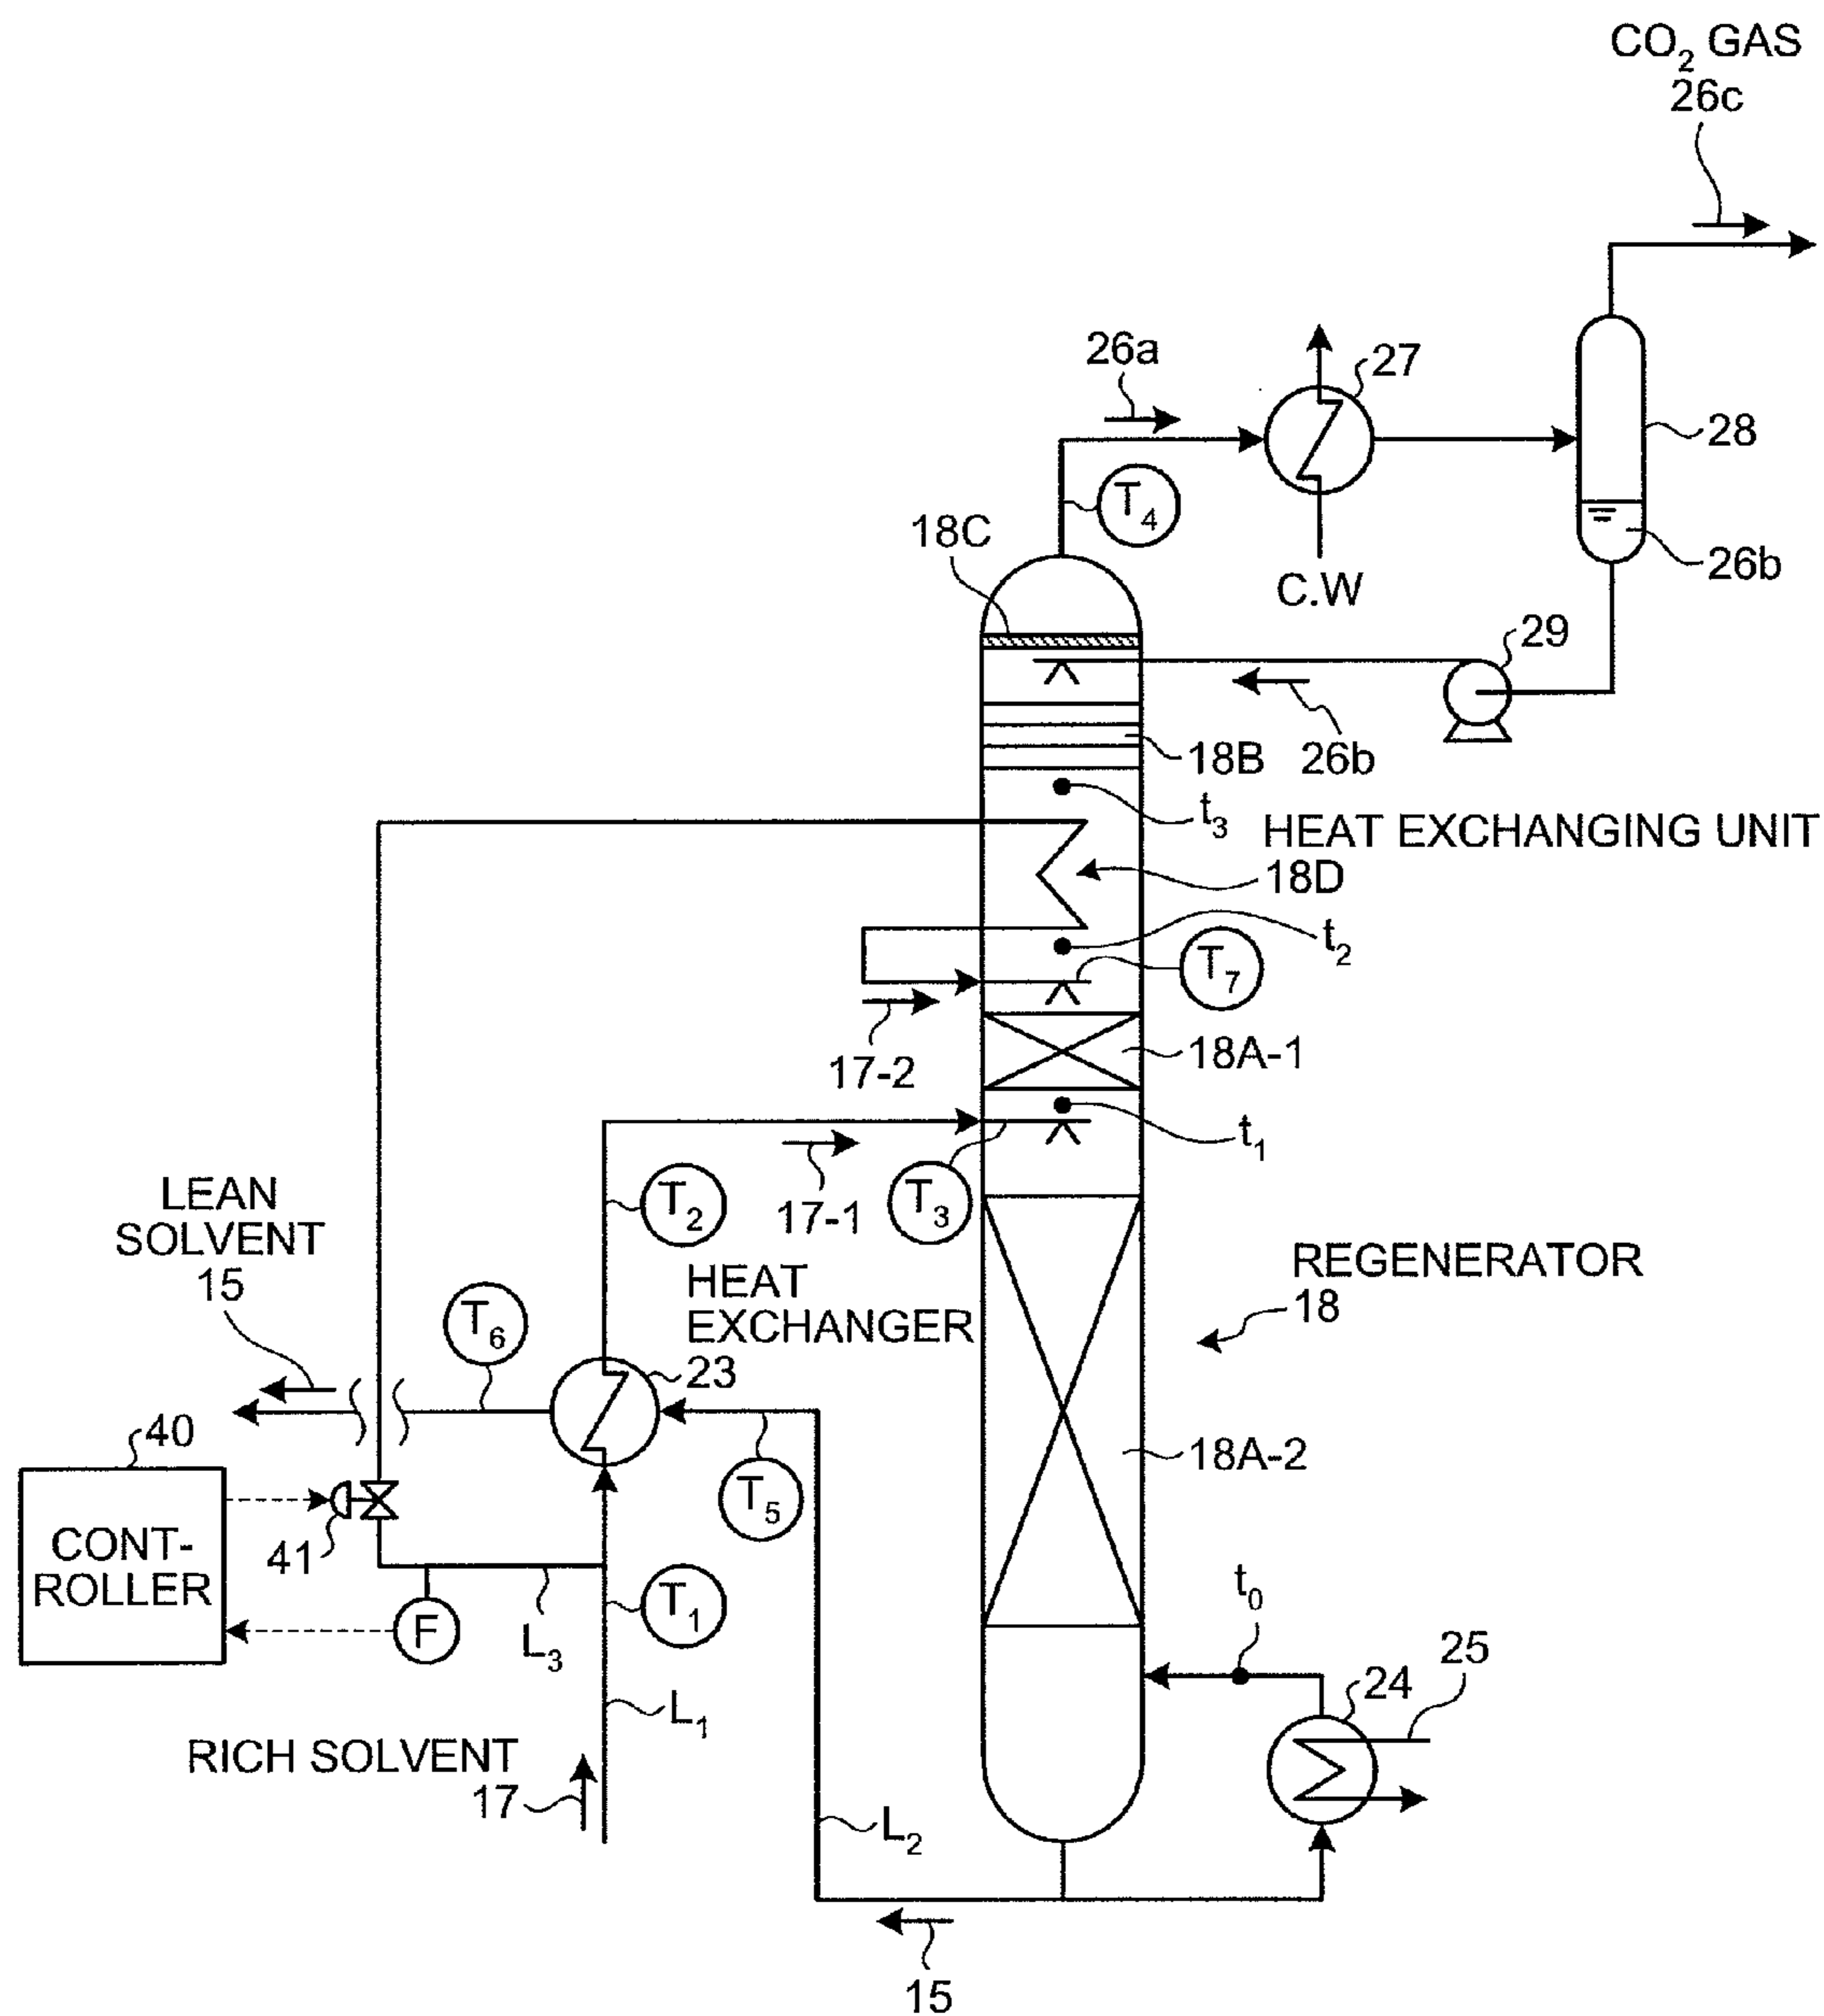 CO₂ GAS
26c
26a
27
28
T₄
18C
26b
C.W
29
18B
26b
t₃
HEAT EXCHANGING UNIT
18D
t₂
T₇
17-2
18A-1
t₁
17-1
T₃
T₂
LEAN
SOLVENT
15
HEAT
EXCHANGER
23
REGENERATOR
18
T₆
40
18A-2
T₅
CONT-
ROLLER
41
T₁
F
L₃
t₀
25
24
L₁
RICH SOLVENT
17
L₂
15